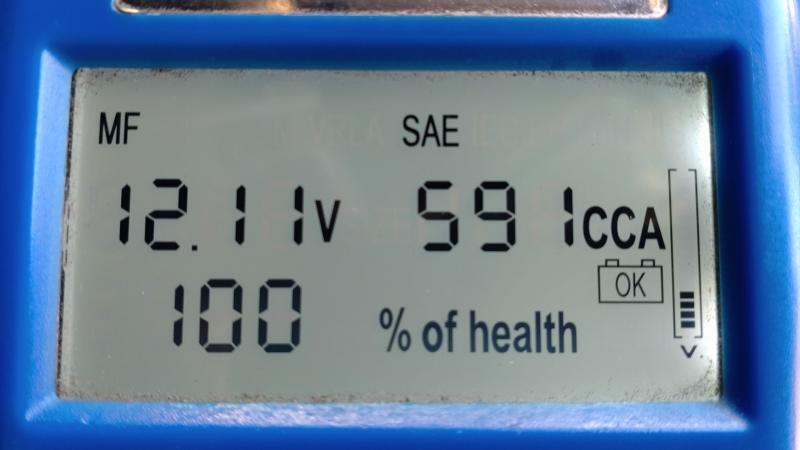 MF SAE
12.11V 591CCA
OK
100 % of health